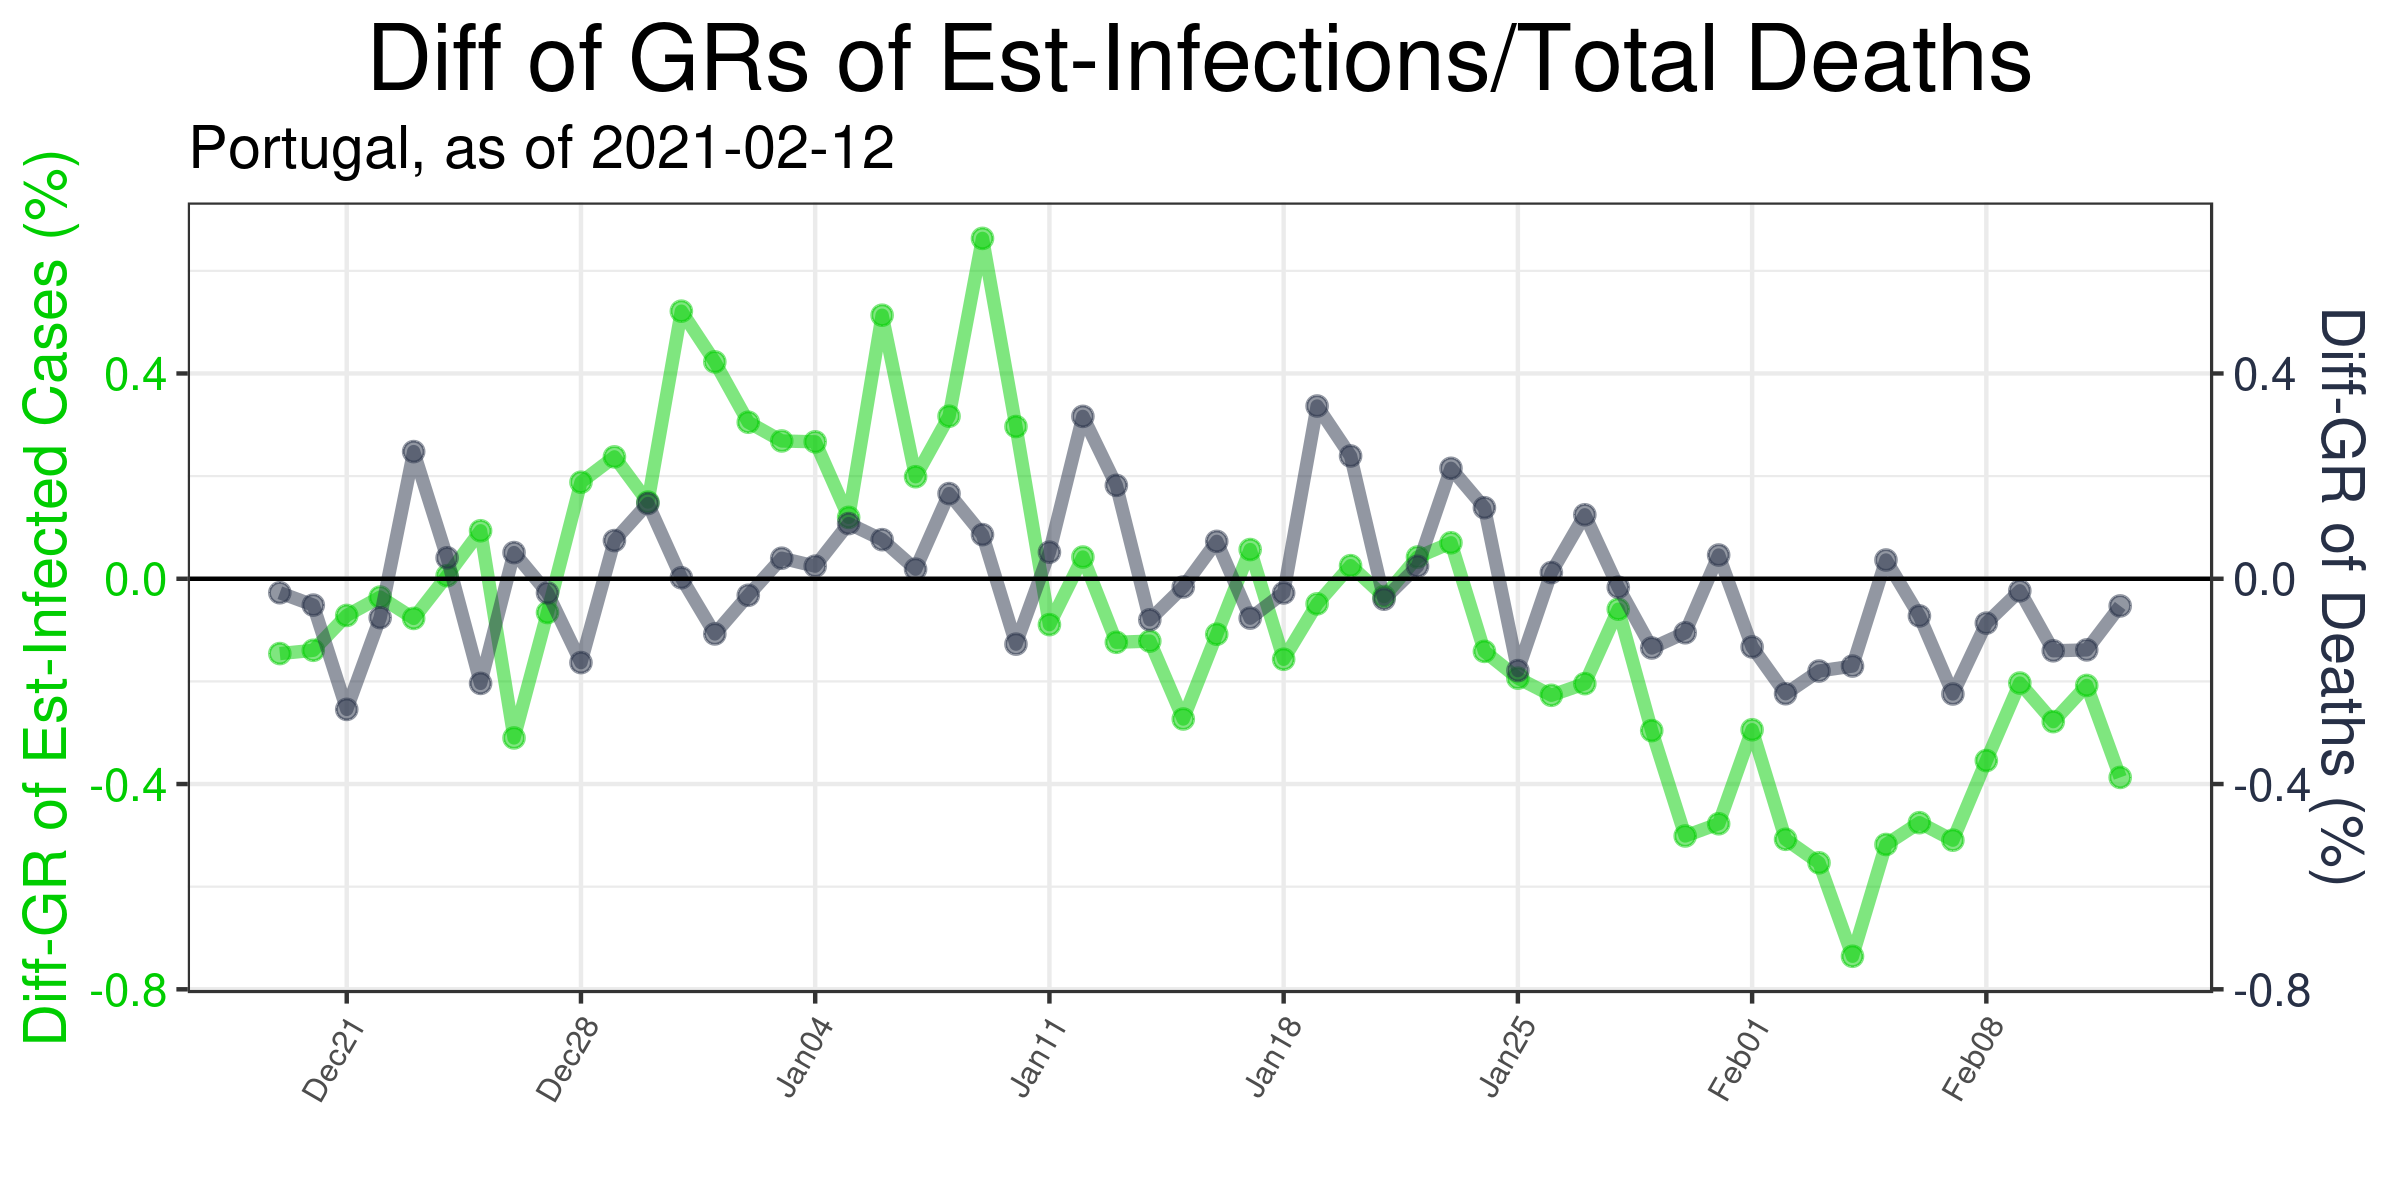 Diff of GRs of Est-Infections/Total Deaths
Portugal, as of 2021-02-12
Diff-GR of Est-Infected Cases (%)
0.4
0.0
-0.4
-0.8
0.4
0.0
-0.4
-0.8
Diff-GR of Deaths (%)
Dec21
Dec28
Jan04
Jan11
Jan18
Jan25
Feb01
Feb08